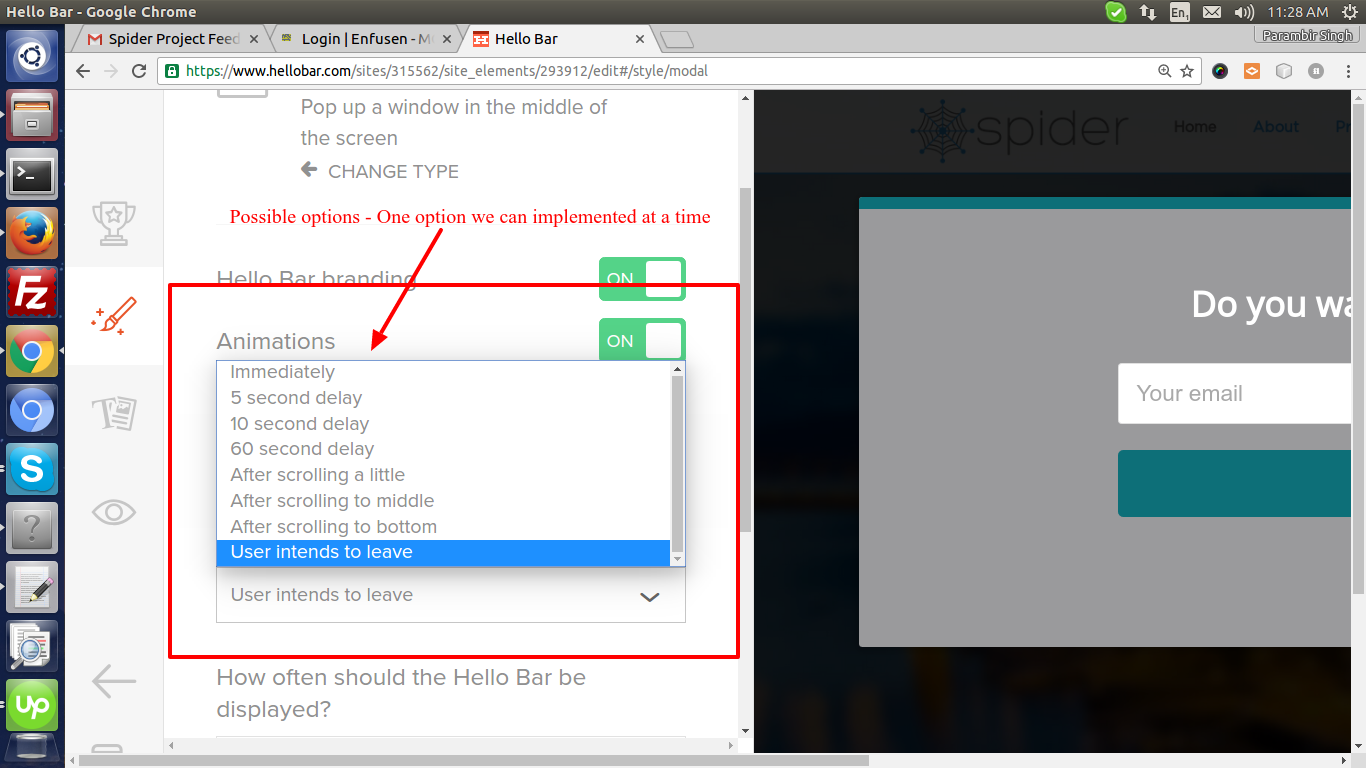 Hello Bar - Google Chrome
En1
11:28 AM
Spider Project Feed
Login | Enfusen - M
Hello Bar
Parambir Singh
https://www.hellobar.com/sites/315562/site_elements/293912/edit#/style/modal
Pop up a window in the middle of
the screen
CHANGE TYPE
Possible options - One option we can implemented at a time
Hello Bar branding
ON
Animations
ON
Immediately
5 second delay
10 second delay
60 second delay
After scrolling a little
After scrolling to middle
After scrolling to bottom
User intends to leave
User intends to leave
How often should the Hello Bar be
displayed?
spider
Home
About
Pr
Do you wa
Your email
Fz
S
up